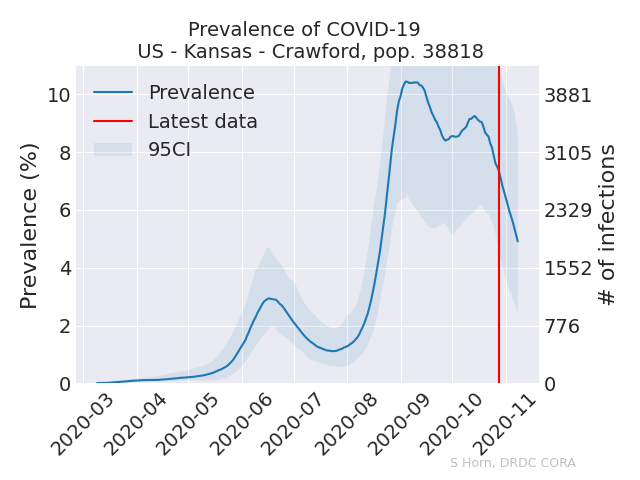 Prevalence of COVID-19
US - Kansas - Crawford, pop. 38818
Prevalence
Latest data
95CI
Prevalence (%)
10
8
6
4
2
0
3881
3105
2329
1552
776
0
# of infections
2020-03
2020-04
2020-05
2020-06
2020-07
2020-08
2020-09
2020-10
2020-11
S Horn, DRDC CORA